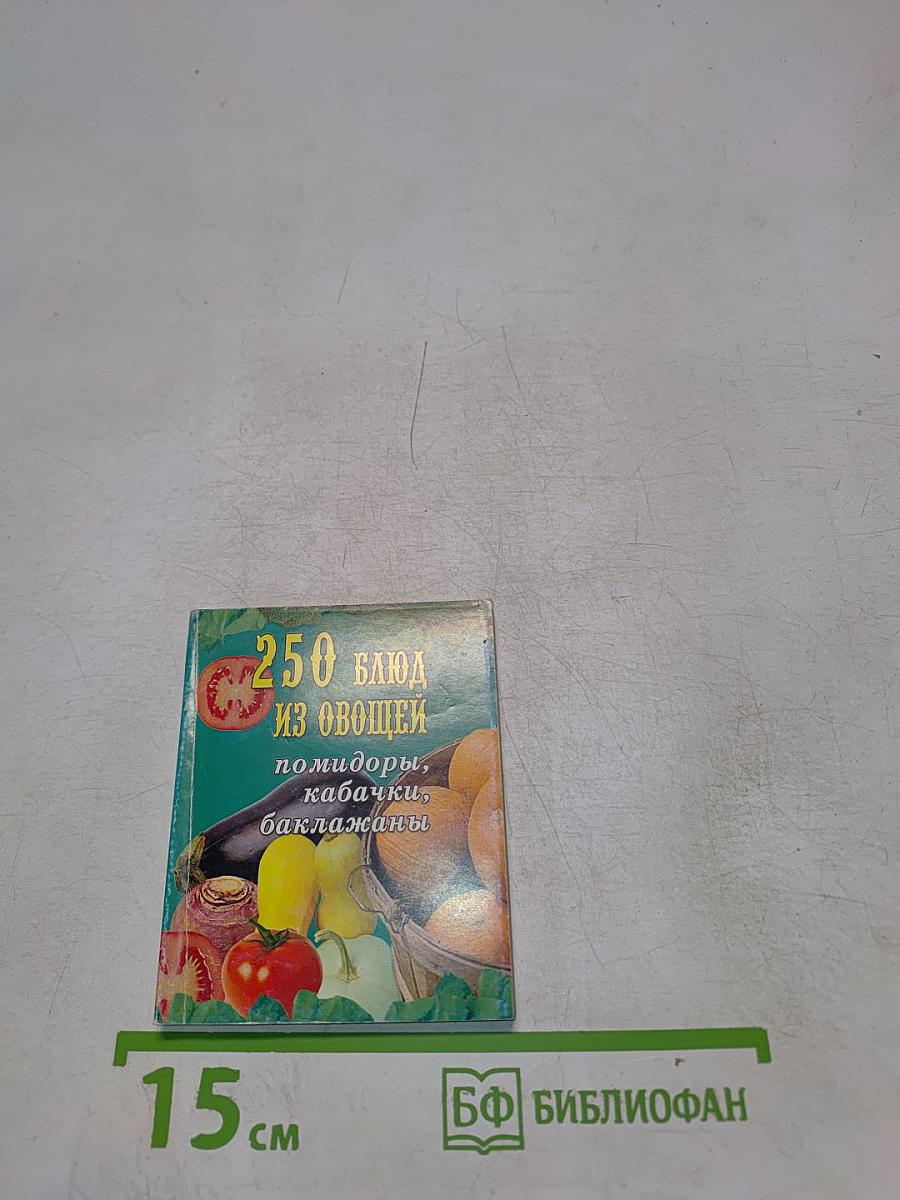 250 БЛЮД
ИЗ ОВОЩЕЙ
помидоры,
кабачки,
баклажаны
15 см
БФ БИБЛИОФАН